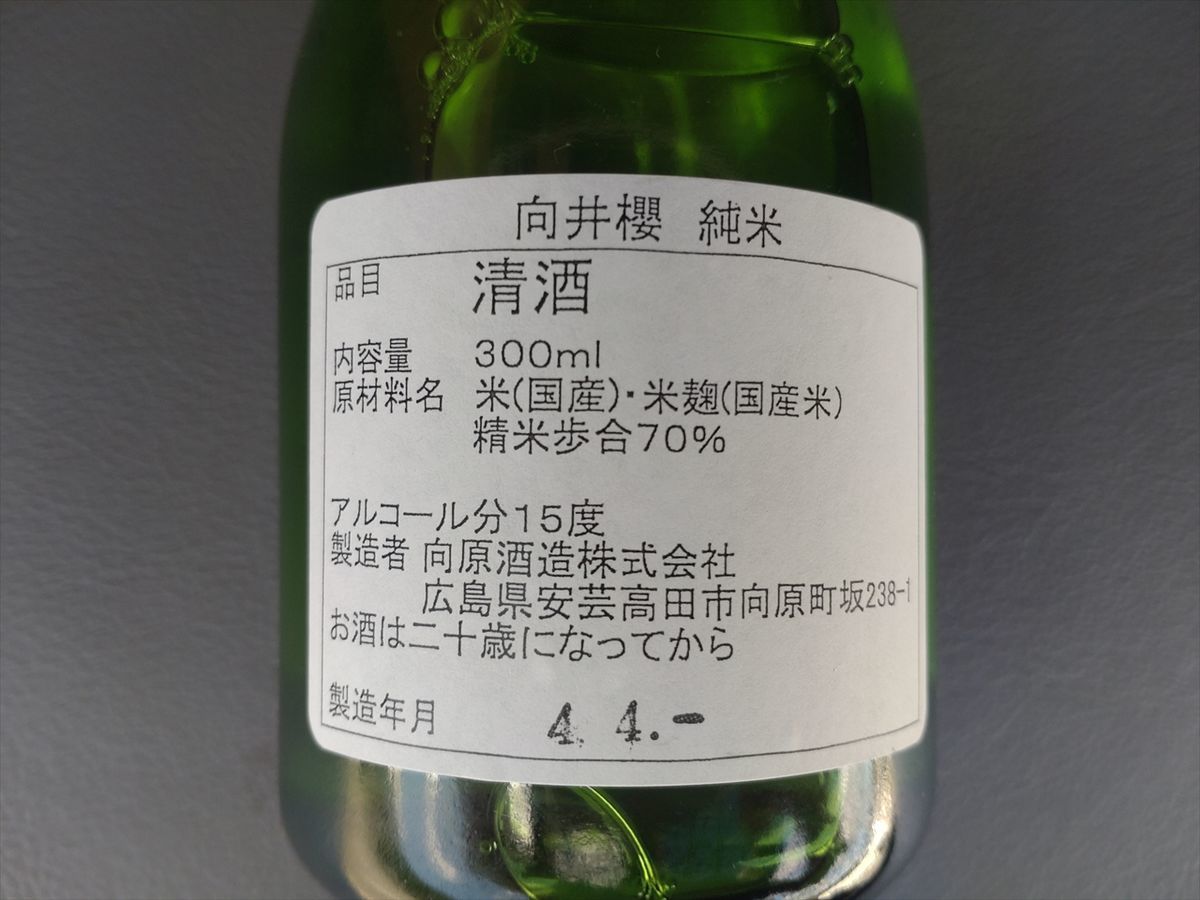 向井櫻 純米
品目 清酒
内容量 300ml
原材料名 米(国産)・米麹(国産米)
精米歩合70%
アルコール分15度
製造者 向原酒造株式会社
広島県安芸高田市向原町坂238-1
お酒は二十歳になってから
製造年月 4. 4.-